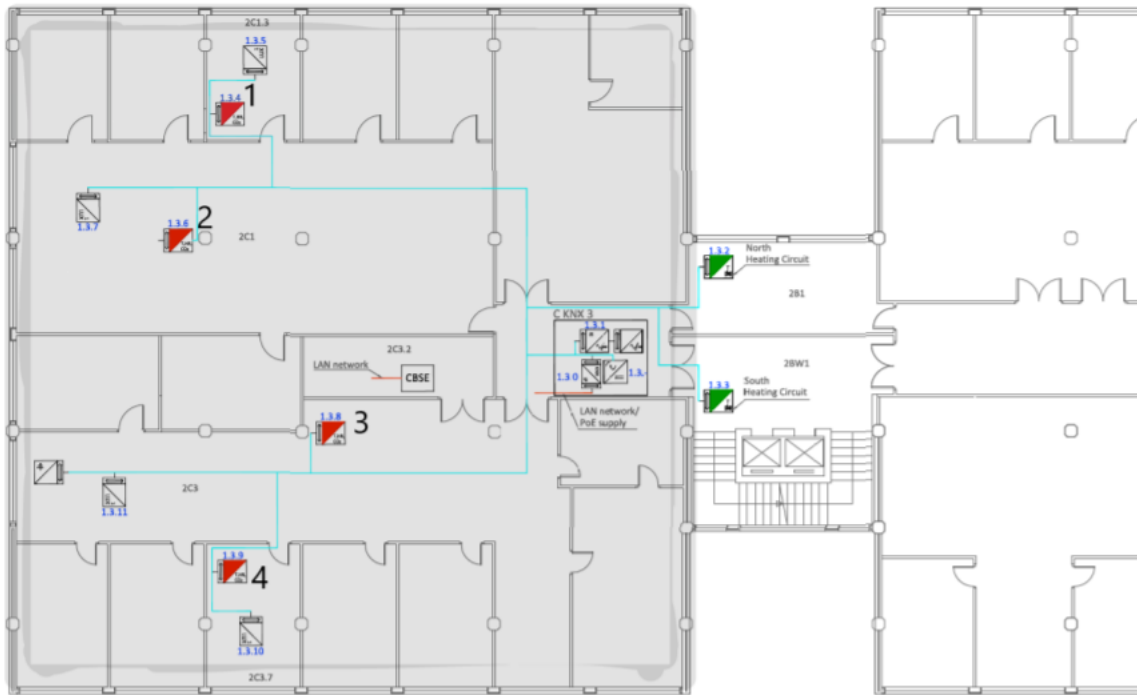 2C1.3
1.3.5
1
1.3.4
1.3.7
2
1.3.6
2C1
1.3.2
North
Heating Circuit
2B1
C KNX 3
1.3.1
1.3.0
1.3.-
2C3.2
LAN network
CBSE
LAN network/
PoE supply
2BW1
1.3.3
South
Heating Circuit
1.3.8
3
1.3.11
2C3
1.3.9
4
1.3.10
2C3.7